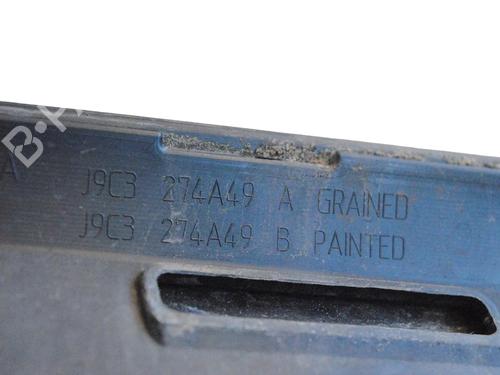 A J9C3 274A49 A GRAINED
J9C3 274A49 B PAINTED